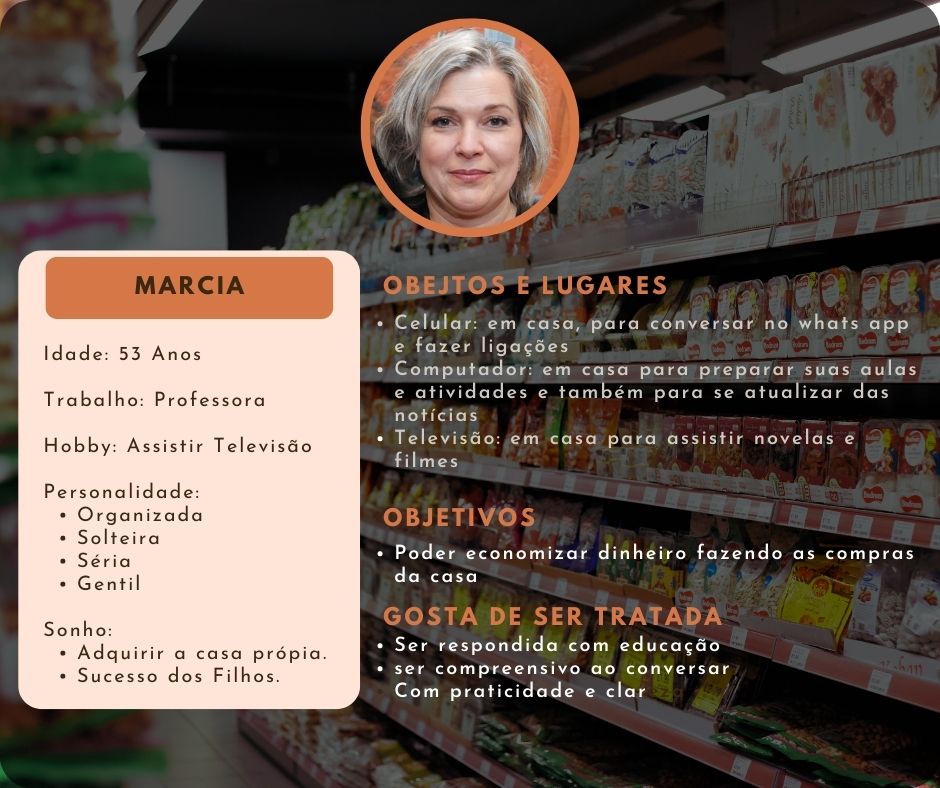 MARCIA
Idade: 53 Anos
Trabalho: Professora
Hobby: Assistir Televisão
Personalidade:
• Organizada
• Solteira
• Séria
• Gentil
Sonho:
• Adquirir a casa própia.
• Sucesso dos Filhos.
OBEJTOS E LUGARES
• Celular: em casa, para conversar no whats app
e fazer ligações
• Computador: em casa para preparar suas aulas
e atividades e também para se atualizar das
notícias
• Televisão: em casa para assistir novelas e
filmes
OBJETIVOS
• Poder economizar dinheiro fazendo as compras
da casa
GOSTA DE SER TRATADA
• Ser respondida com educação
• ser compreensivo ao conversar
Com praticidade e clar